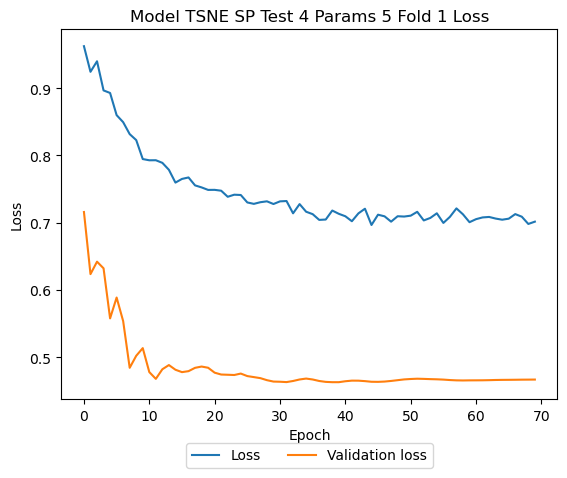 Model TSNE SP Test 4 Params 5 Fold 1 Loss
Loss
0.9
0.8
0.7
0.6
0.5
0 10 20 30 40 50 60 70
Epoch
Loss Validation loss